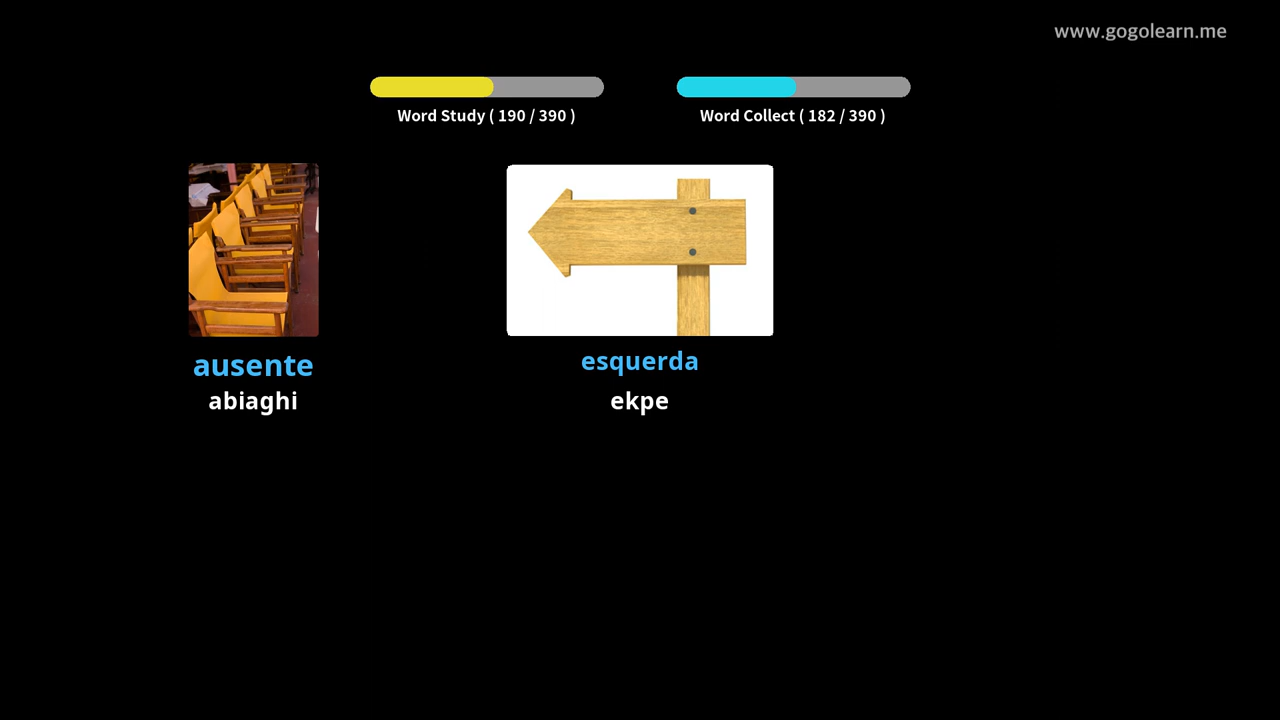 www.gogolearn.me
Word Study ( 190 / 390 )
Word Collect ( 182 / 390 )
ausente
abiaghi
esquerda
ekpe